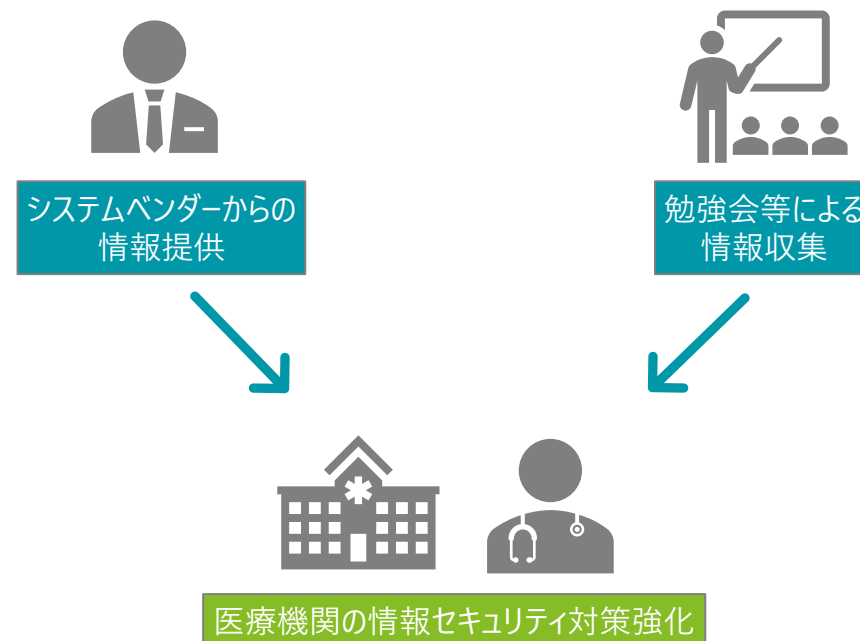 システムベンダーからの
情報提供
勉強会等による
情報収集
医療機関の情報セキュリティ対策強化